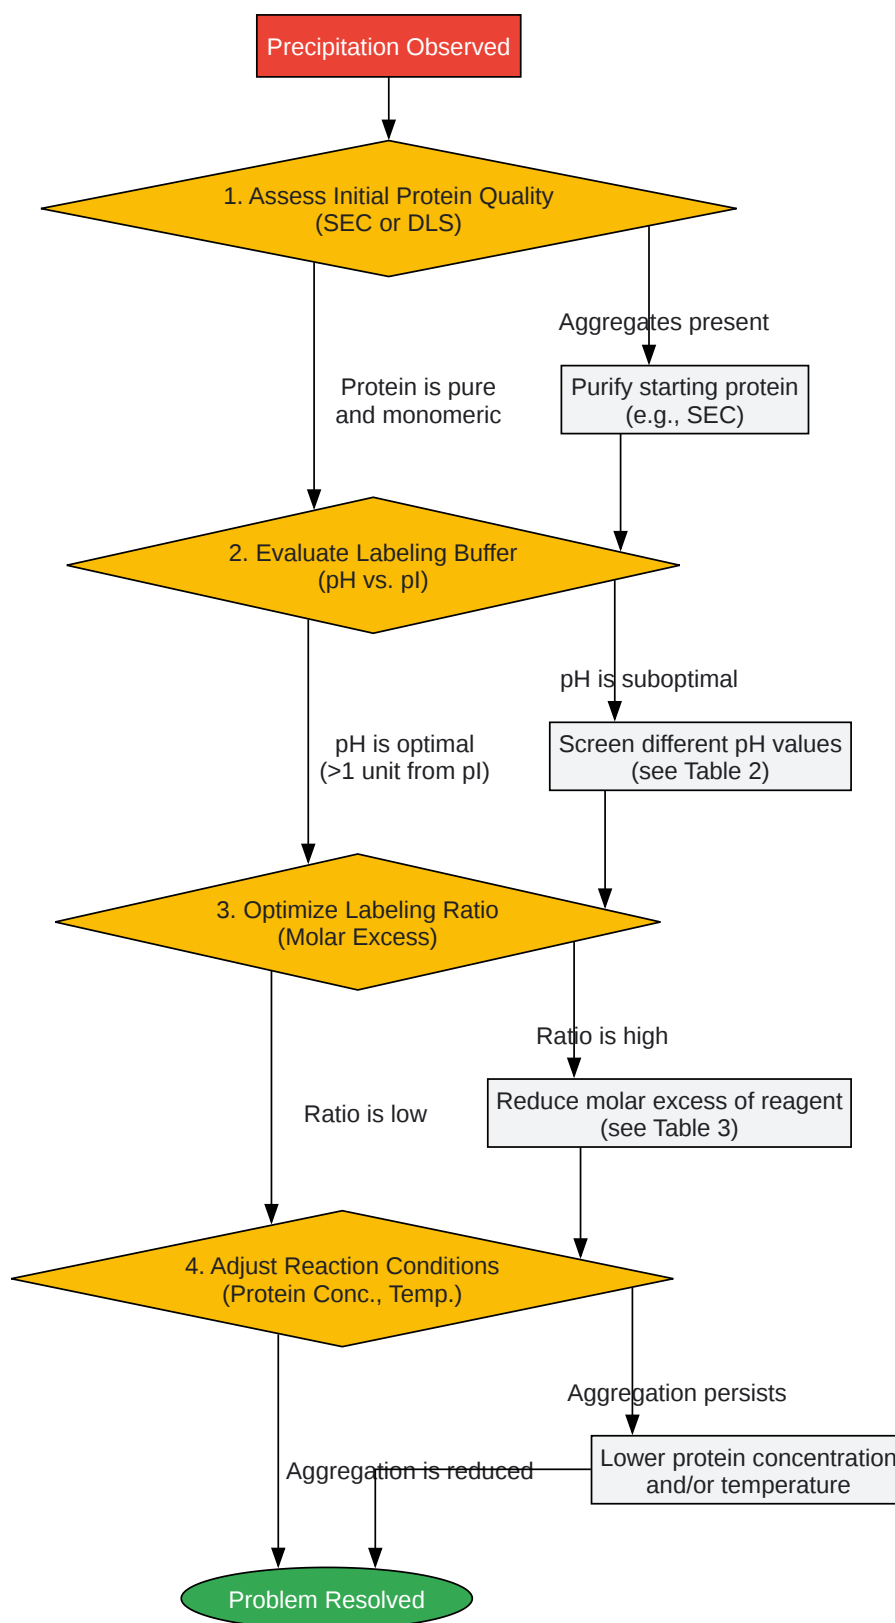 Precipitation Observed
1. Assess Initial Protein Quality
(SEC or DLS)
Aggregates present
Protein is pure
and monomeric
Purify starting protein
(e.g., SEC)
2. Evaluate Labeling Buffer
(pH vs. pI)
pH is suboptimal
pH is optimal
(>1 unit from pI)
Screen different pH values
(see Table 2)
3. Optimize Labeling Ratio
(Molar Excess)
Ratio is high
Ratio is low
Reduce molar excess of reagent
(see Table 3)
4. Adjust Reaction Conditions
(Protein Conc., Temp.)
Aggregation persists
Aggregation is reduced
Lower protein concentration
and/or temperature
Problem Resolved